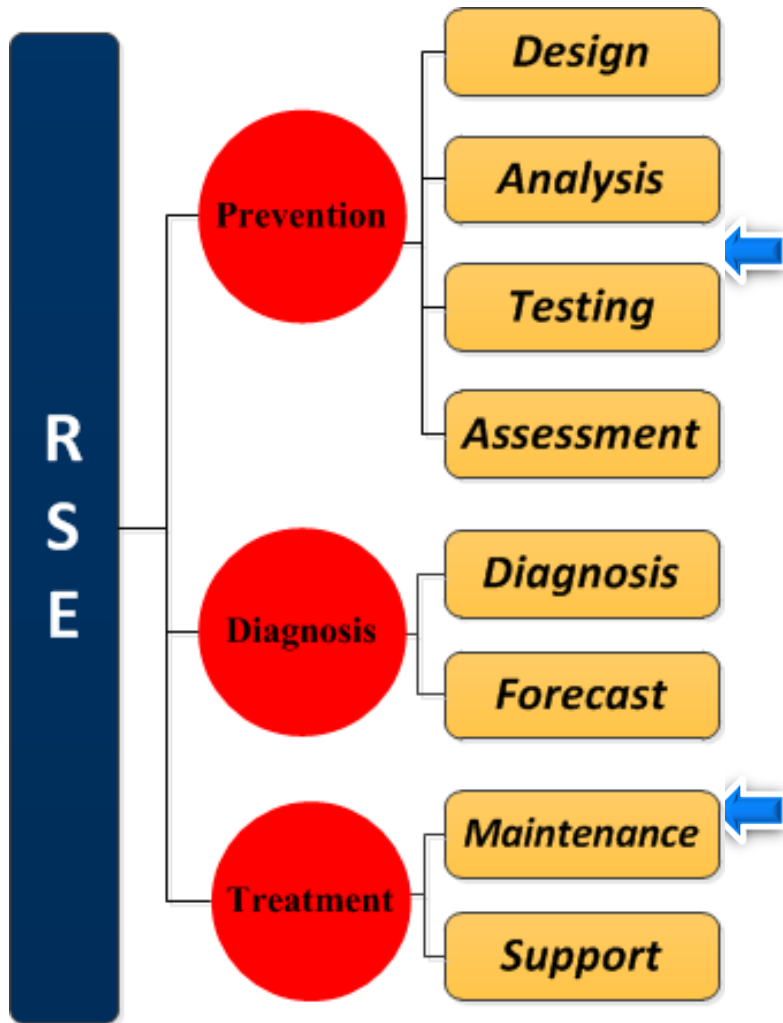 R
S
E
Prevention
Design
Analysis
Testing
Assessment
Diagnosis
Diagnosis
Forecast
Treatment
Maintenance
Support